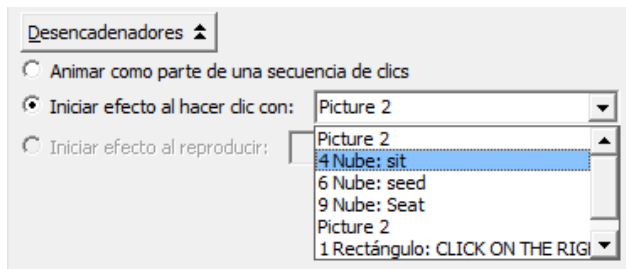 Desencadenadores
Animar como parte de una secuencia de clics
Iniciar efecto al hacer clic con: Picture 2
Iniciar efecto al reproducir:
Picture 2
4 Nube: sit
6 Nube: seed
9 Nube: Seat
Picture 2
1 Rectángulo: CLICK ON THE RIG